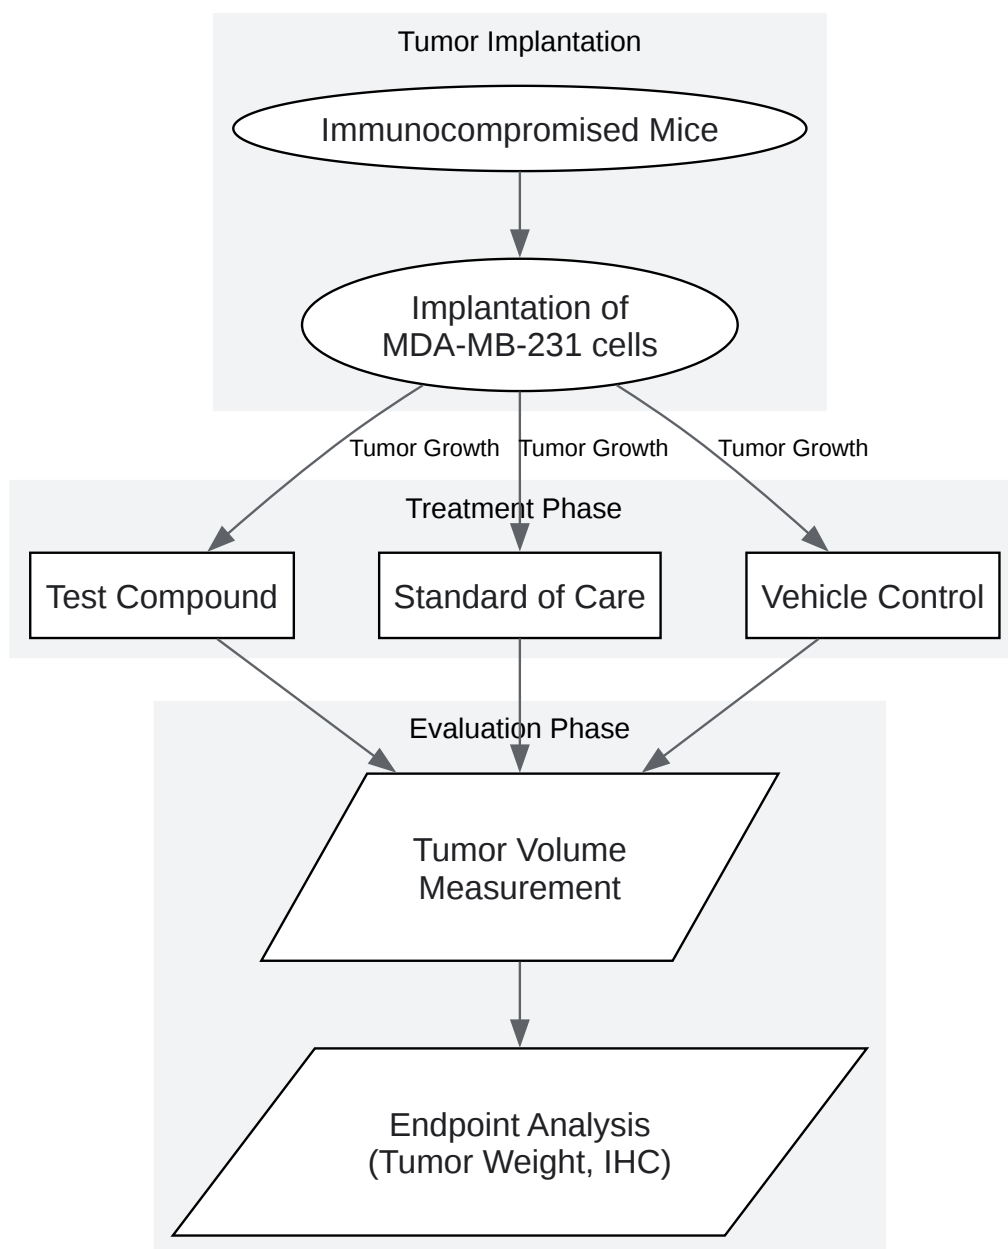 Tumor Implantation
Immunocompromised Mice
Implantation of
MDA-MB-231 cells
Tumor Growth
Tumor Growth
Tumor Growth
Treatment Phase
Test Compound
Standard of Care
Vehicle Control
Evaluation Phase
Tumor Volume
Measurement
Endpoint Analysis
(Tumor Weight, IHC)